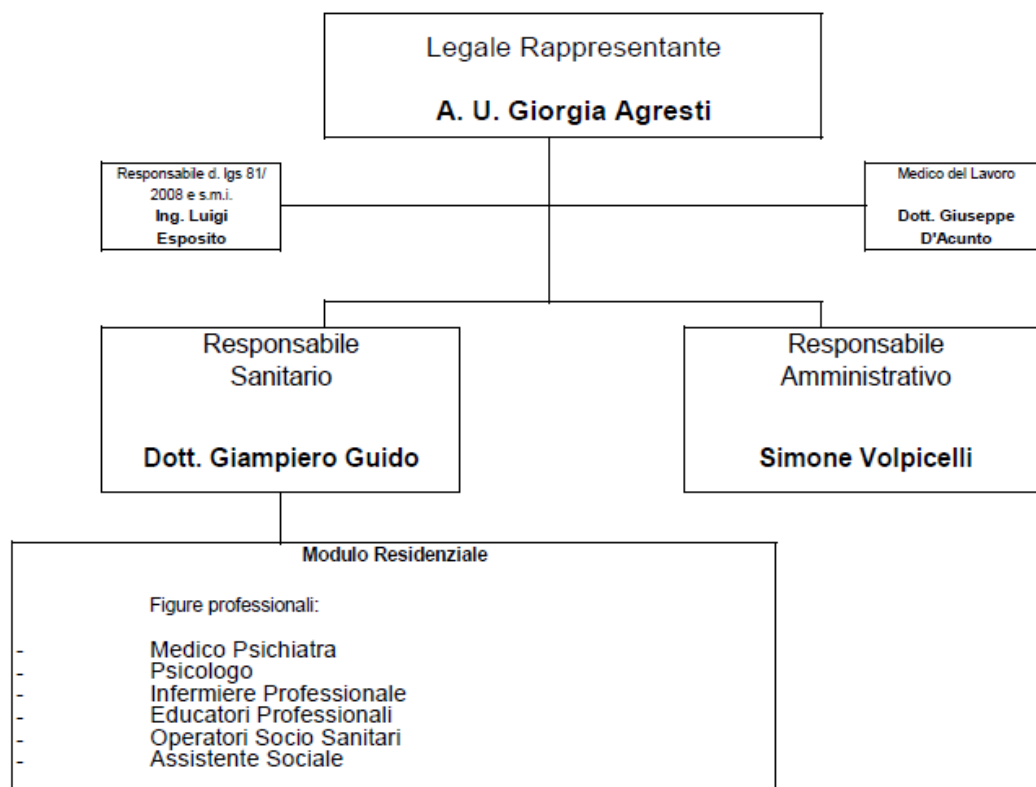 Legale Rappresentante
A. U. Giorgia Agresti
Responsabile d. lgs 81/
2008 e s.m.i.
Ing. Luigi
Esposito
Medico del Lavoro
Dott. Giuseppe
D'Acunto
Responsabile
Sanitario
Dott. Giampiero Guido
Responsabile
Amministrativo
Simone Volpicelli
Modulo Residenziale
Figure professionali:
- Medico Psichiatra
- Psicologo
- Infermiere Professionale
- Educatori Professionali
- Operatori Socio Sanitari
- Assistente Sociale